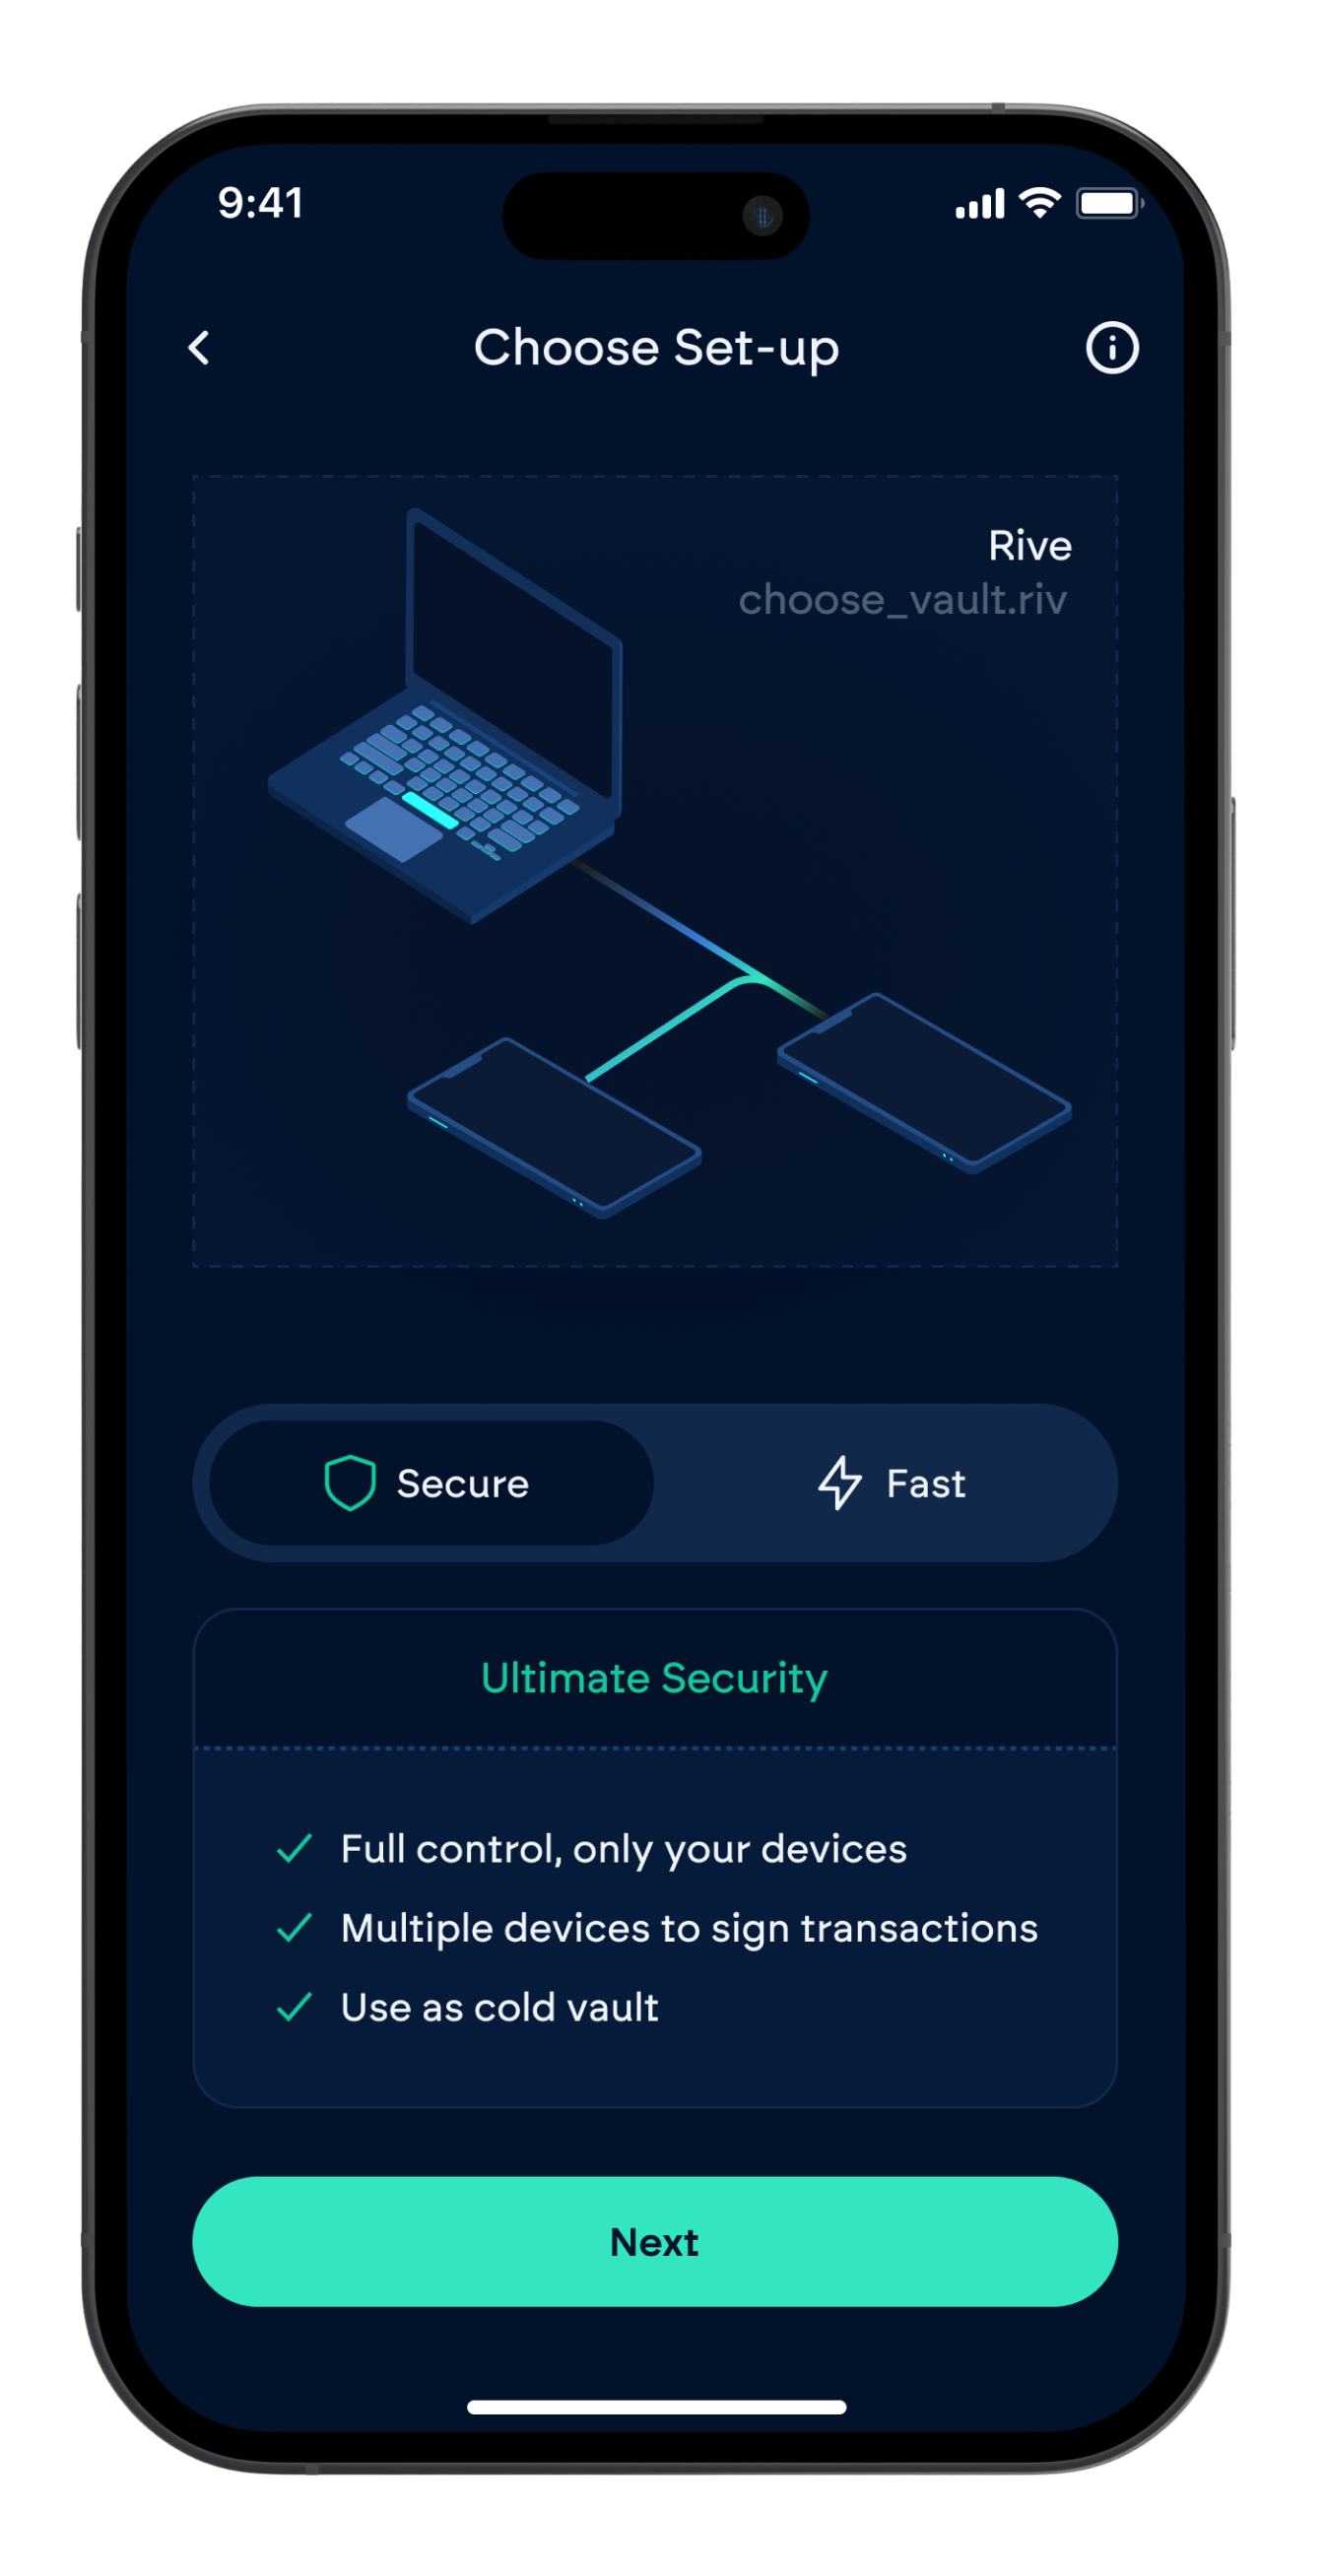 9:41
Choose Set-up
Rive
choose_vault.riv
Secure
Fast
Ultimate Security
Full control, only your devices
Multiple devices to sign transactions
Use as cold vault
Next